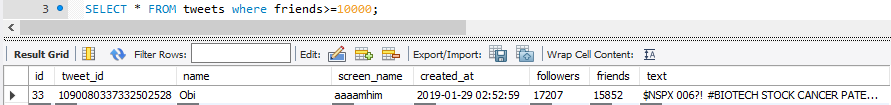 3 SELECT * FROM tweets where friends>=10000;
Result Grid Filter Rows: Edit: Export/Import: Wrap Cell Content: IA
id tweet_id name screen_name created_at followers friends text
33 1090080337332502528 Obi aaaamhim 2019-01-29 02:52:59 17207 15852 $NSPX 006?! #BIOTECH STOCK CANCER PATE...